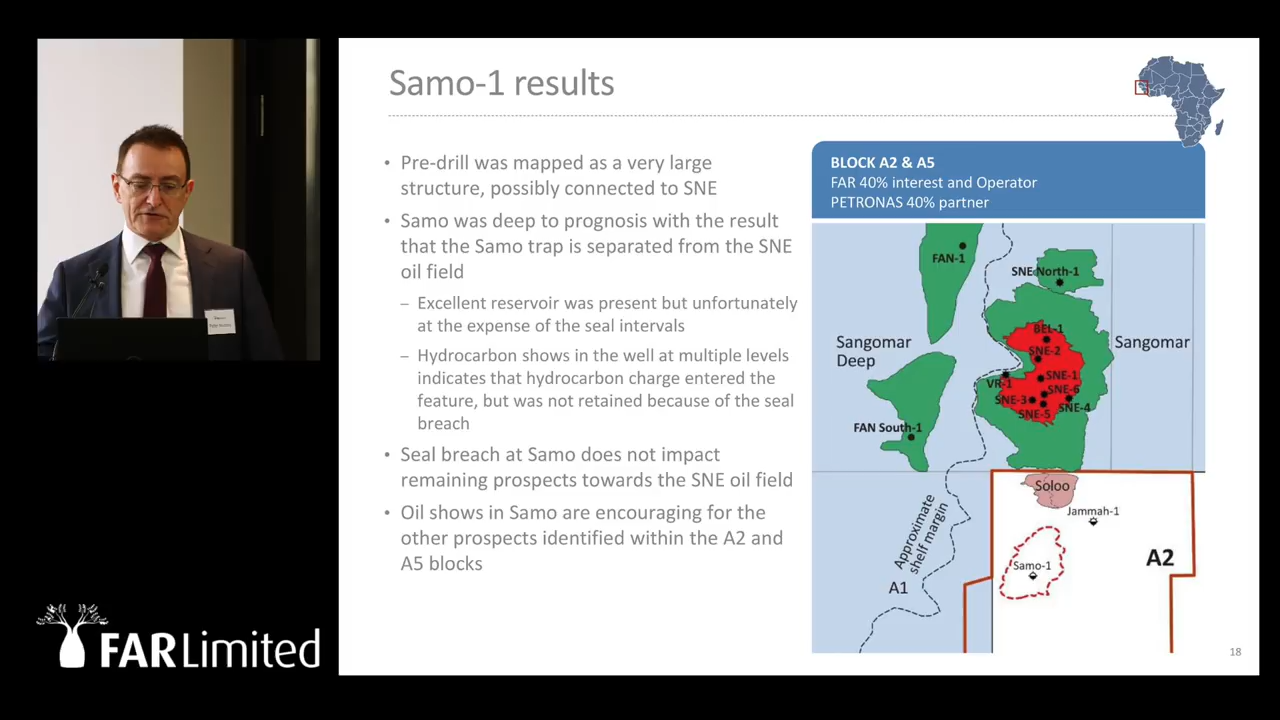 Samo-1 results
• Pre-drill was mapped as a very large
structure, possibly connected to SNE
• Samo was deep to prognosis with the result
that the Samo trap is separated from the SNE
oil field
– Excellent reservoir was present but unfortunately
at the expense of the seal intervals
– Hydrocarbon shows in the well at multiple levels
indicates that hydrocarbon charge entered the
feature, but was not retained because of the seal
breach
• Seal breach at Samo does not impact
remaining prospects towards the SNE oil field
• Oil shows in Samo are encouraging for the
other prospects identified within the A2 and
A5 blocks
BLOCK A2 & A5
FAR 40% interest and Operator
PETRONAS 40% partner
FAN-1
SNE North-1
BEL-1
Sangomar
Deep
Sangomar
SNE-2
VR-1
SNE-1
SNE-6
SNE-3
SNE-4
SNE-5
FAN South-1
Soloo
Jammah-1
Approximate
shelf margin
A2
Samo-1
A1
FAR Limited
18